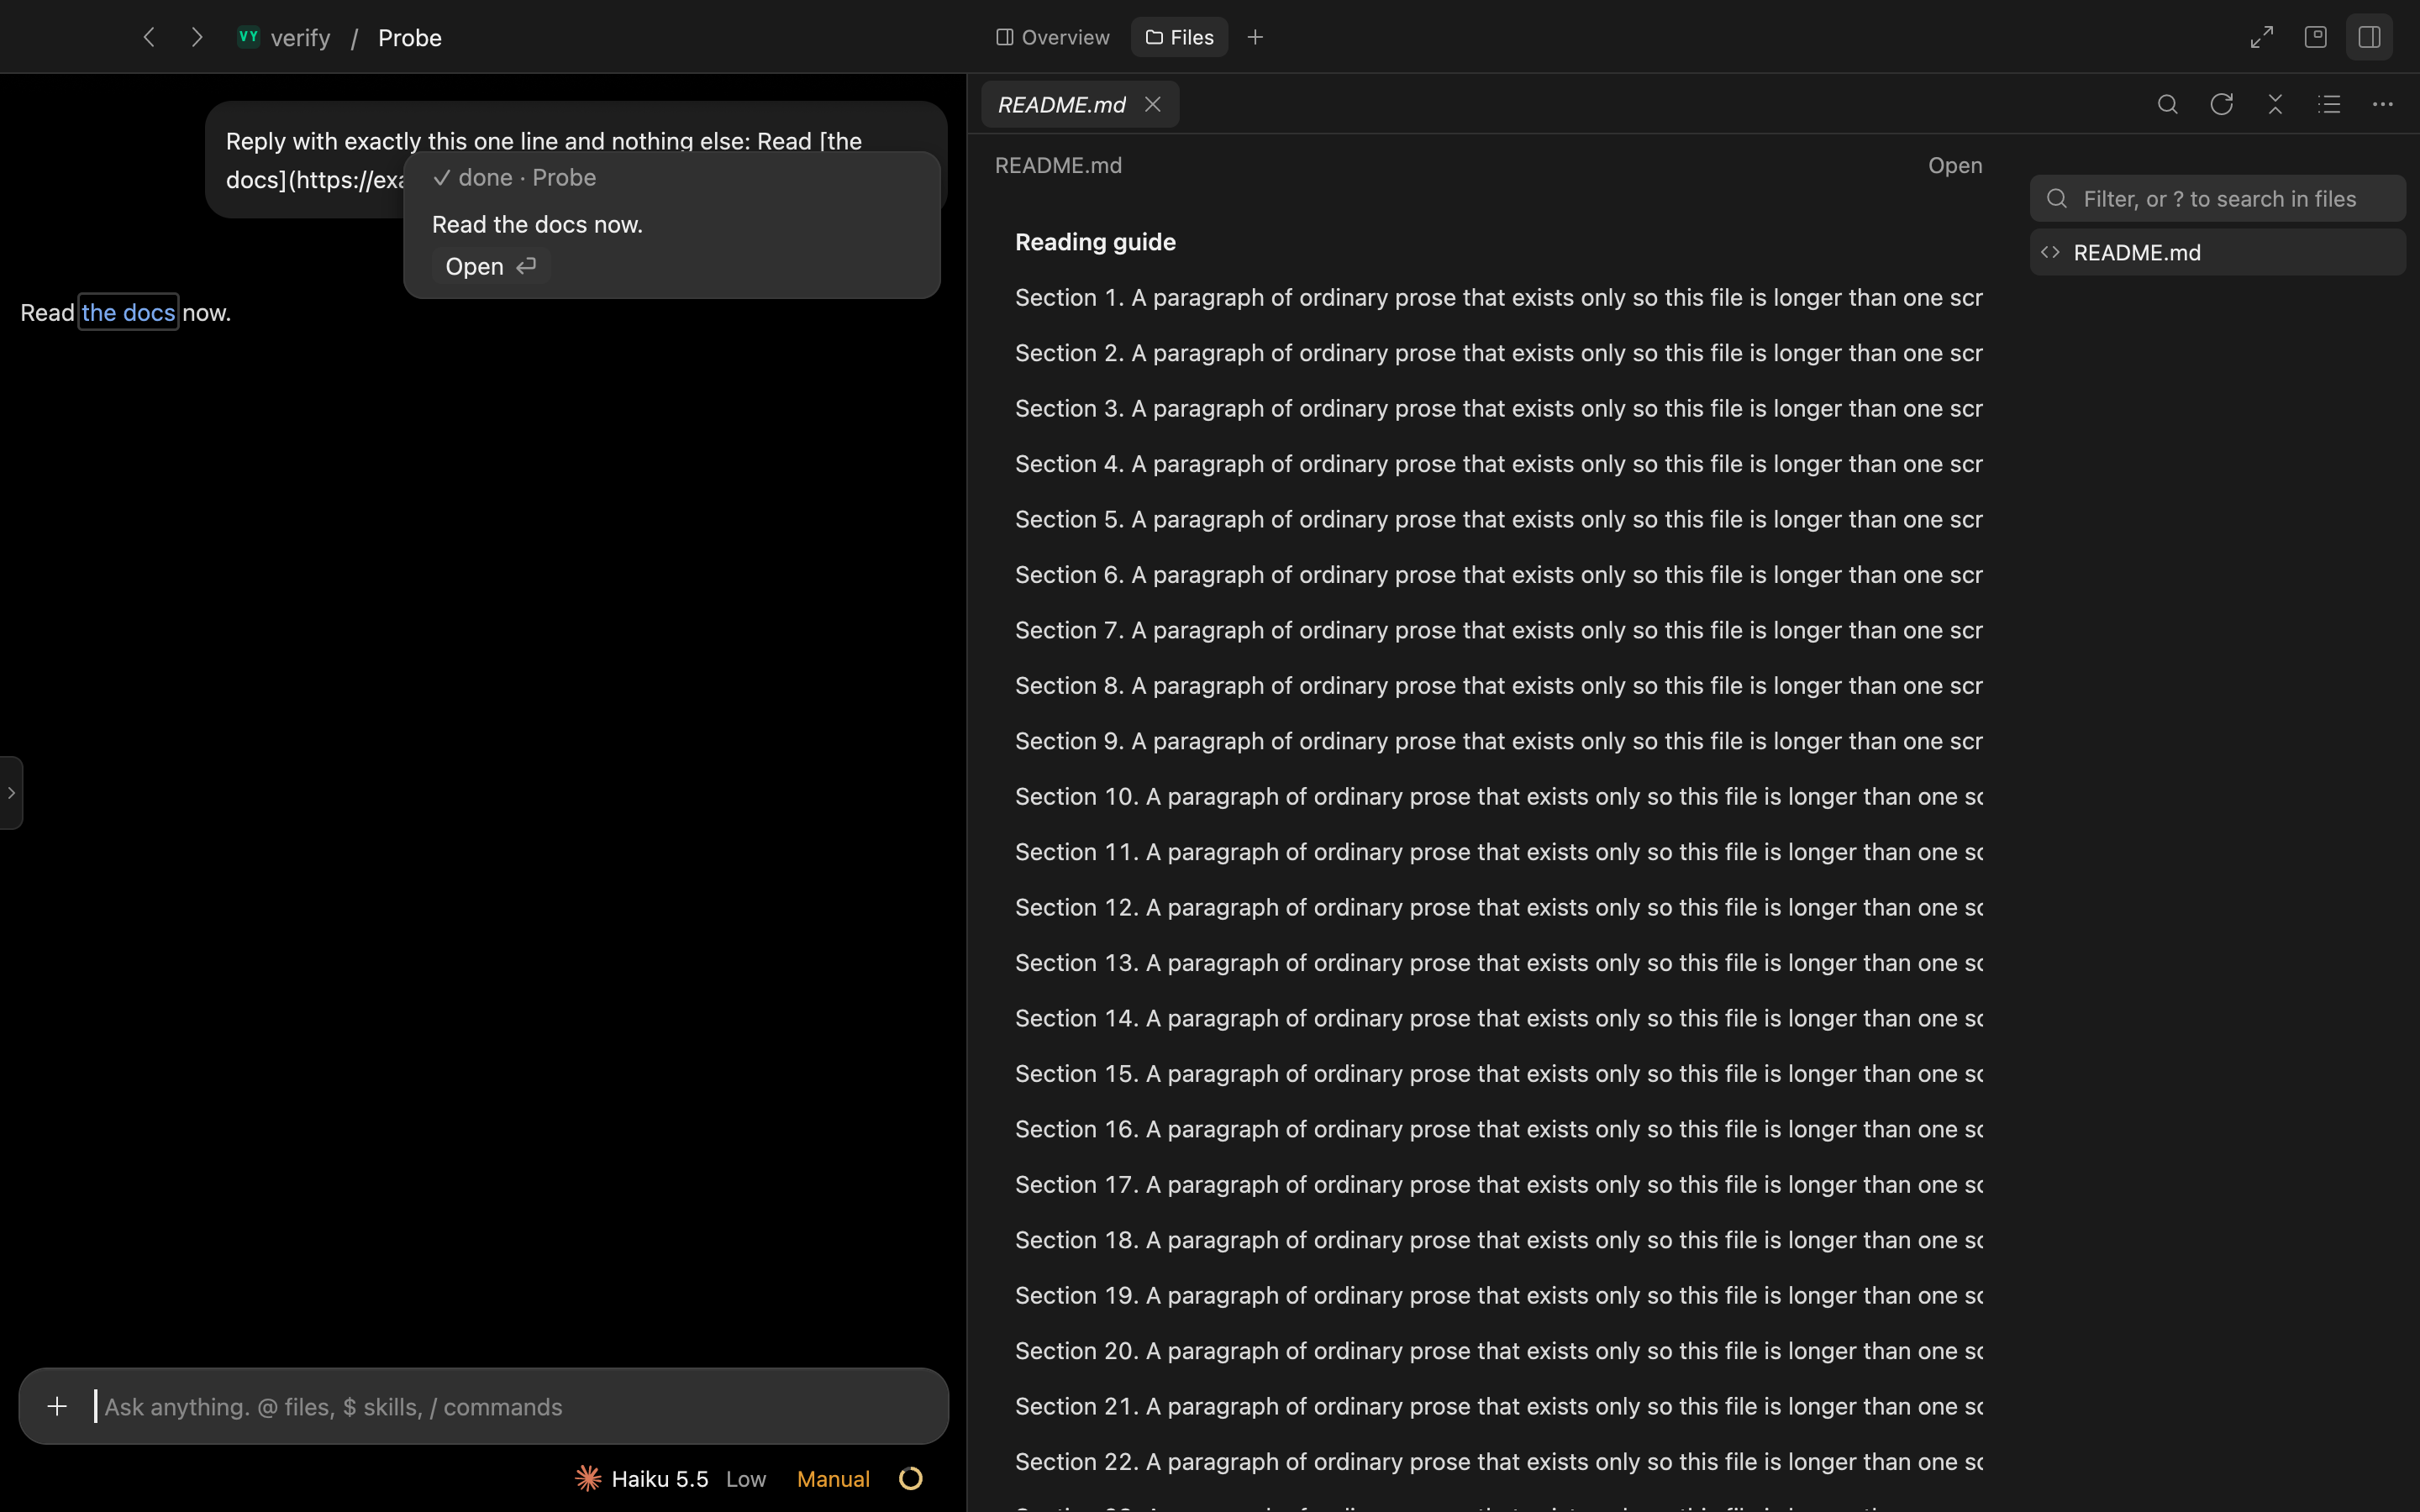 VY verify / Probe
Overview
Files
Reply with exactly this one line and nothing else: Read [the
docs](https://exa
✓ done · Probe
Read the docs now.
Open
Read the docs now.
Ask anything. @ files, $ skills, / commands
Haiku 5.5 Low Manual
README.md
README.md
Open
Reading guide
Section 1. A paragraph of ordinary prose that exists only so this file is longer than one scr
Section 2. A paragraph of ordinary prose that exists only so this file is longer than one scr
Section 3. A paragraph of ordinary prose that exists only so this file is longer than one scr
Section 4. A paragraph of ordinary prose that exists only so this file is longer than one scr
Section 5. A paragraph of ordinary prose that exists only so this file is longer than one scr
Section 6. A paragraph of ordinary prose that exists only so this file is longer than one scr
Section 7. A paragraph of ordinary prose that exists only so this file is longer than one scr
Section 8. A paragraph of ordinary prose that exists only so this file is longer than one scr
Section 9. A paragraph of ordinary prose that exists only so this file is longer than one scr
Section 10. A paragraph of ordinary prose that exists only so this file is longer than one sc
Section 11. A paragraph of ordinary prose that exists only so this file is longer than one sc
Section 12. A paragraph of ordinary prose that exists only so this file is longer than one sc
Section 13. A paragraph of ordinary prose that exists only so this file is longer than one sc
Section 14. A paragraph of ordinary prose that exists only so this file is longer than one sc
Section 15. A paragraph of ordinary prose that exists only so this file is longer than one sc
Section 16. A paragraph of ordinary prose that exists only so this file is longer than one sc
Section 17. A paragraph of ordinary prose that exists only so this file is longer than one sc
Section 18. A paragraph of ordinary prose that exists only so this file is longer than one sc
Section 19. A paragraph of ordinary prose that exists only so this file is longer than one sc
Section 20. A paragraph of ordinary prose that exists only so this file is longer than one sc
Section 21. A paragraph of ordinary prose that exists only so this file is longer than one sc
Section 22. A paragraph of ordinary prose that exists only so this file is longer than one sc
Filter, or ? to search in files
README.md